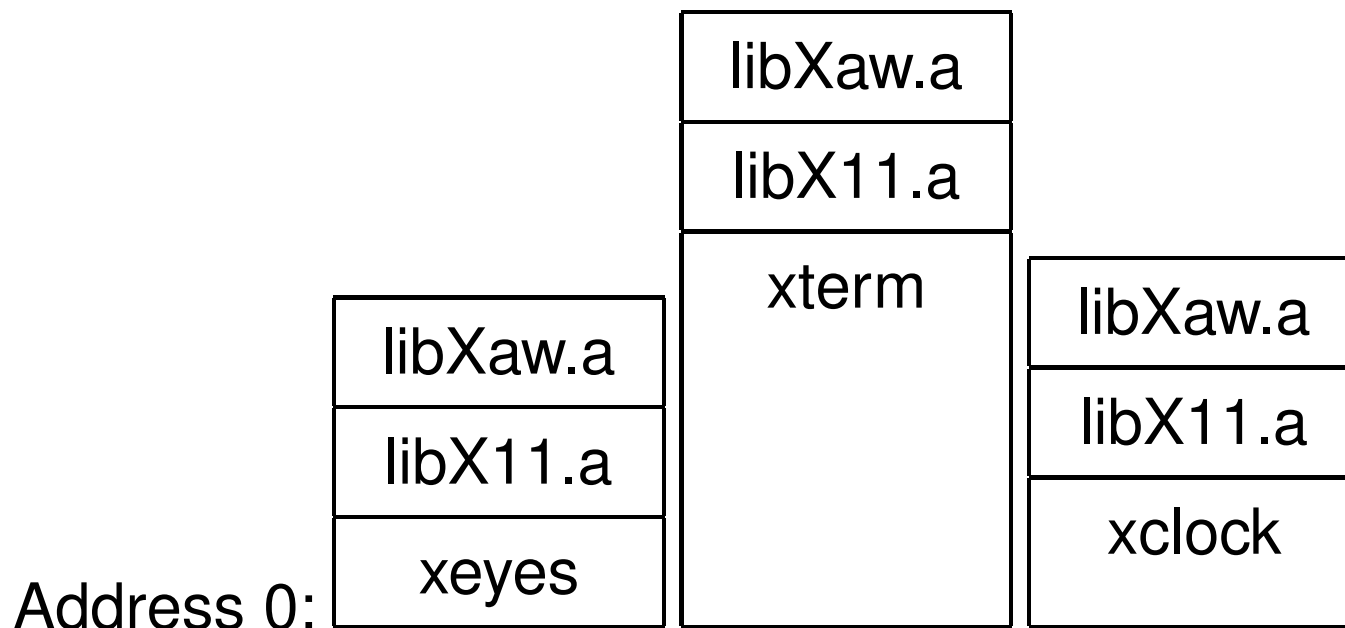 libXaw.a
libX11.a
xterm
libXaw.a
libX11.a
xclock
libXaw.a
libX11.a
xeyes
Address 0: